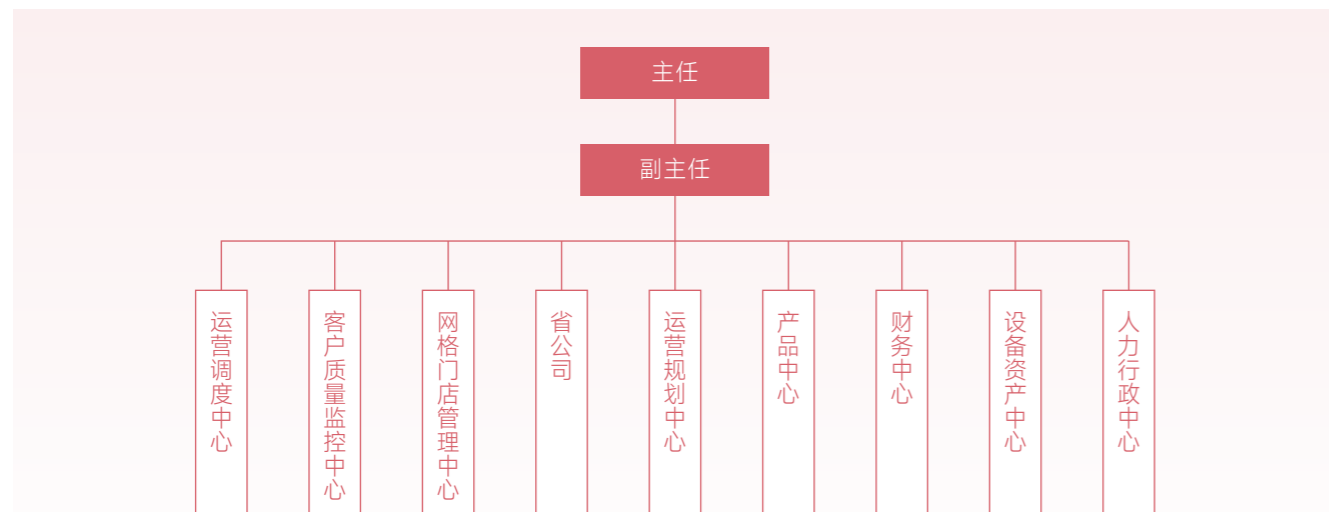 主任
副主任
运营调度中心
客户质量监控中心
网格门店管理中心
省公司
运营规划中心
产品中心
财务中心
设备资产中心
人力行政中心